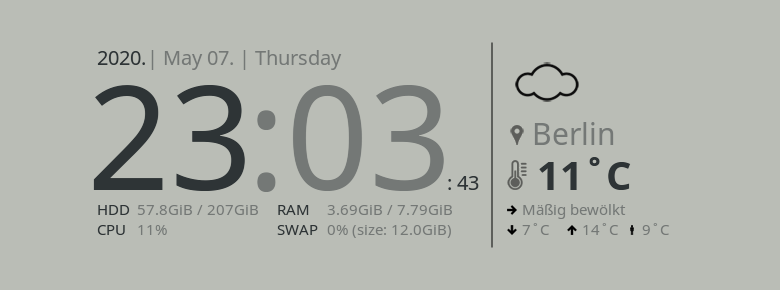 2020.| May 07. | Thursday
23:03: 43
HDD 57.8GiB / 207GiB RAM 3.69GiB / 7.79GiB
CPU 11% SWAP 0% (size: 12.0GiB)
Berlin
11˚C
Mäßig bewölkt
7˚C 14˚C 9˚C